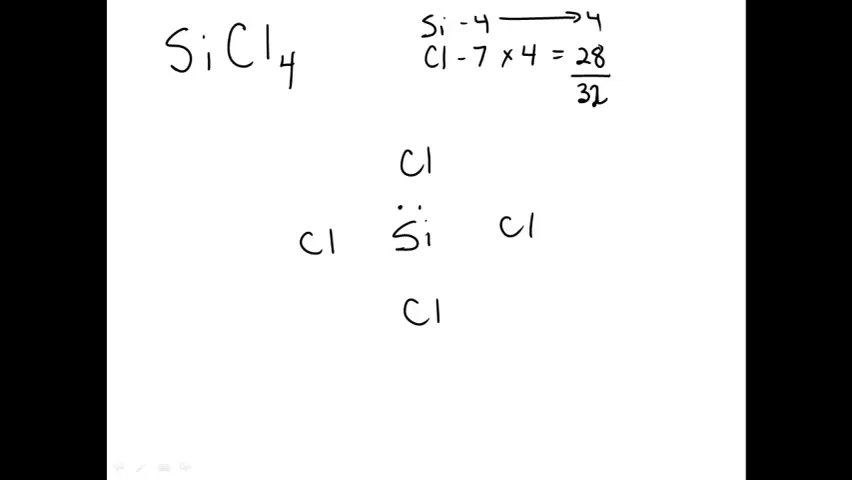 SiCl4
Si - 4 → 4
Cl - 7 × 4 = 28
32
Cl
Cl Si Cl
Cl